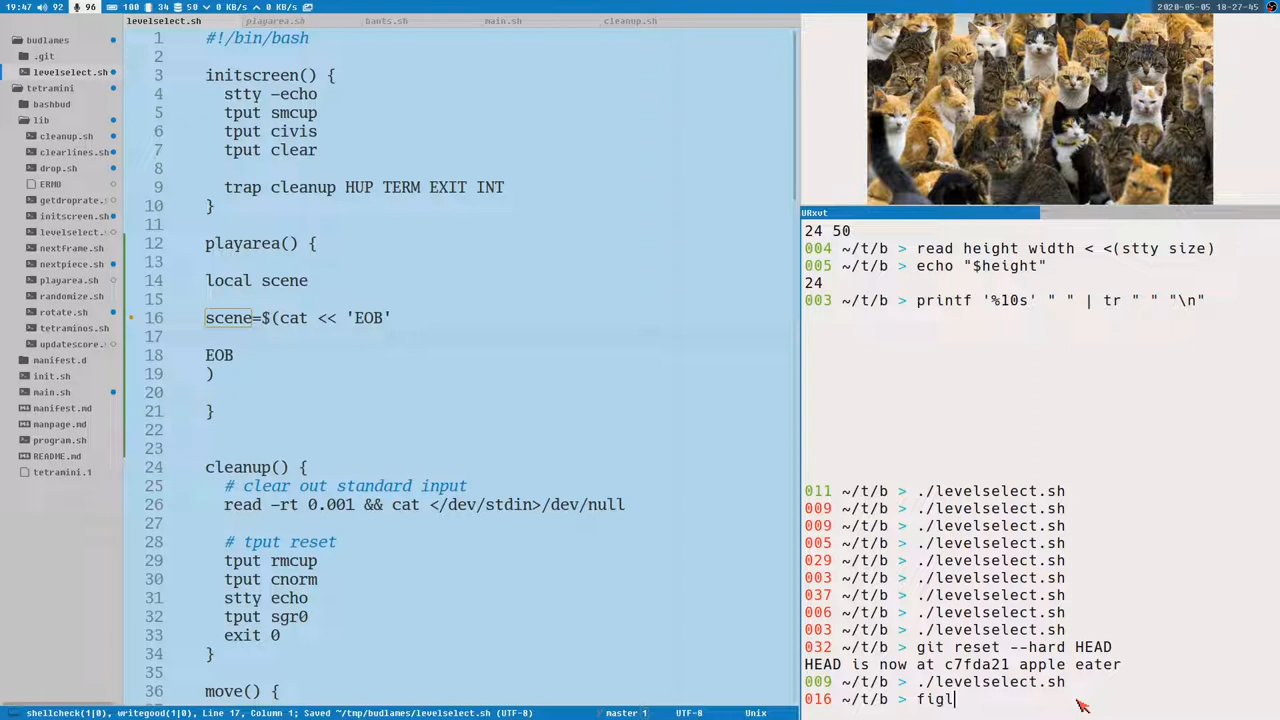 19:47 92 96 100 34 50 0 KB/s 0 KB/s 2020-05-05 18-27-45
levelselect.sh playarea.sh bants.sh main.sh cleanup.sh
budlames
.git
levelselect.sh
tetramini
bashbud
lib
cleanup.sh
clearlines.sh
drop.sh
ERMO
getdroprate.
initscreen.sh
levelselect.
nextframe.sh
nextpiece.sh
playarea.sh
randomize.sh
rotate.sh
tetraminos.sh
updatescore.
manifest.d
init.sh
main.sh
manifest.md
manpage.md
program.sh
README.md
tetramini.1
1 #!/bin/bash
2
3 initscreen() {
4 stty -echo
5 tput smcup
6 tput civis
7 tput clear
8
9 trap cleanup HUP TERM EXIT INT
10 }
11
12 playarea() {
13
14 local scene
15
16 scene=$(cat << 'EOB'
17
18 EOB
19 )
20
21 }
22
23
24 cleanup() {
25 # clear out standard input
26 read -rt 0.001 && cat </dev/stdin>/dev/null
27
28 # tput reset
29 tput rmcup
30 tput cnorm
31 stty echo
32 tput sgr0
33 exit 0
34 }
35
36 move() {
shellcheck(1|0), writegood(1|0), Line 17, Column 1; Saved ~/tmp/budlames/levelselect.sh (UTF-8) master 1 UTF-8 Unix
URxvt
24 50
004 ~/t/b > read height width < <(stty size)
005 ~/t/b > echo "$height"
24
003 ~/t/b > printf '%10s' " " | tr " " "\n"
011 ~/t/b > ./levelselect.sh
009 ~/t/b > ./levelselect.sh
009 ~/t/b > ./levelselect.sh
005 ~/t/b > ./levelselect.sh
029 ~/t/b > ./levelselect.sh
003 ~/t/b > ./levelselect.sh
037 ~/t/b > ./levelselect.sh
006 ~/t/b > ./levelselect.sh
003 ~/t/b > ./levelselect.sh
032 ~/t/b > git reset --hard HEAD
HEAD is now at c7fda21 apple eater
009 ~/t/b > ./levelselect.sh
016 ~/t/b > figl